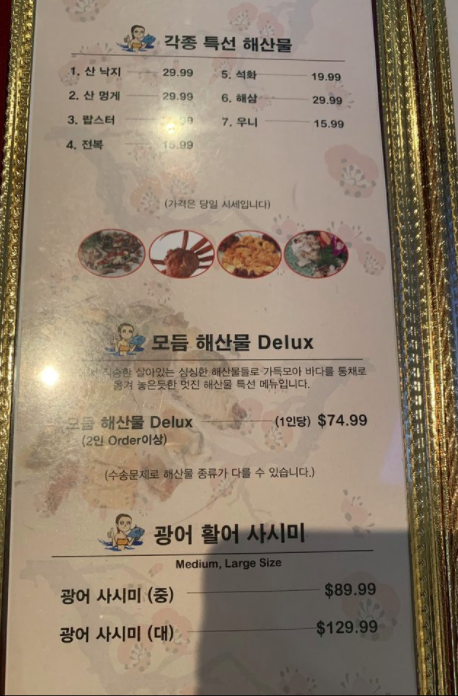 각종 특선 해산물
1. 산 낙지 29.99 5. 석화 19.99
2. 산 멍게 29.99 6. 해삼 29.99
3. 랍스터 7. 우니 15.99
4. 전복
(가격은 당일 시세입니다)
모듬 해산물 Delux
살아있는 싱싱한 해산물들로 가득모아 바다를 통채로
옮겨 놓은듯한 멋진 해산물 특선 메뉴입니다.
모듬 해산물 Delux (1인당) $74.99
(2인 Order이상)
(수송문제로 해산물 종류가 다를 수 있습니다.)
광어 활어 사시미
Medium, Large Size
광어 사시미 (중) $89.99
광어 사시미 (대) $129.99